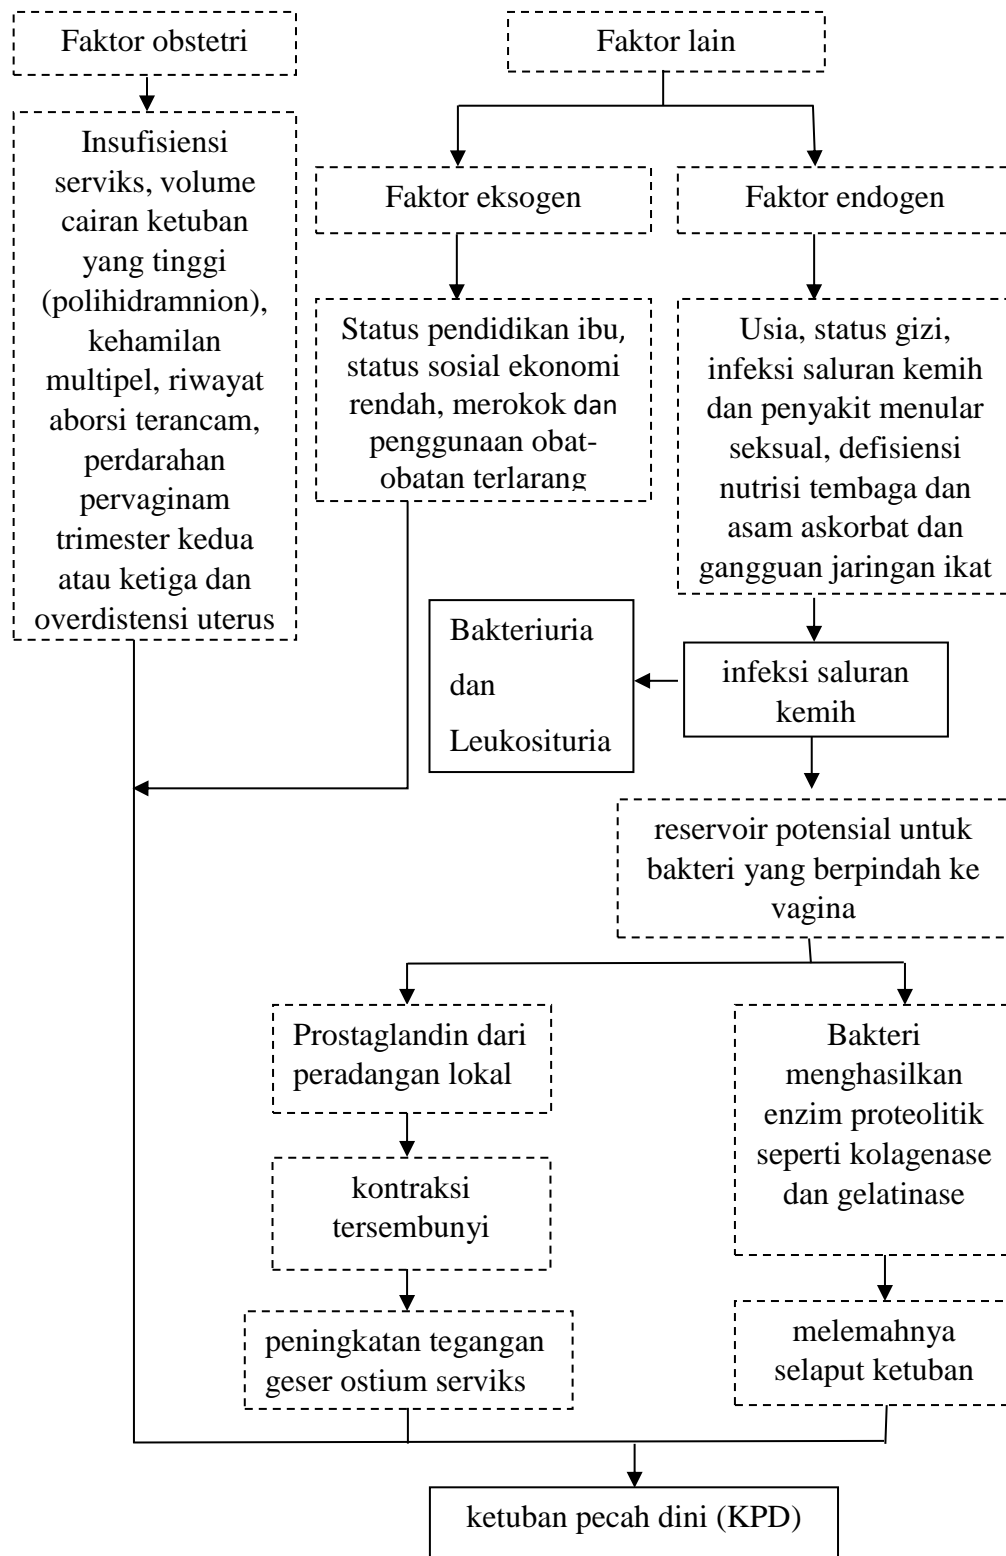 Faktor obstetri
Faktor lain
Insufisiensi
serviks, volume
cairan ketuban
yang tinggi
(polihidramnion),
kehamilan
multipel, riwayat
aborsi terancam,
perdarahan
pervaginam
trimester kedua
atau ketiga dan
overdistensi uterus
Faktor eksogen
Faktor endogen
Status pendidikan ibu,
status sosial ekonomi
rendah, merokok dan
penggunaan obat-
obatan terlarang
Usia, status gizi,
infeksi saluran kemih
dan penyakit menular
seksual, defisiensi
nutrisi tembaga dan
asam askorbat dan
gangguan jaringan ikat
Bakteriuria
dan
Leukosituria
infeksi saluran
kemih
reservoir potensial untuk
bakteri yang berpindah ke
vagina
Prostaglandin dari
peradangan lokal
Bakteri
menghasilkan
enzim proteolitik
seperti kolagenase
dan gelatinase
kontraksi
tersembunyi
peningkatan tegangan
geser ostium serviks
melemahnya
selaput ketuban
ketuban pecah dini (KPD)